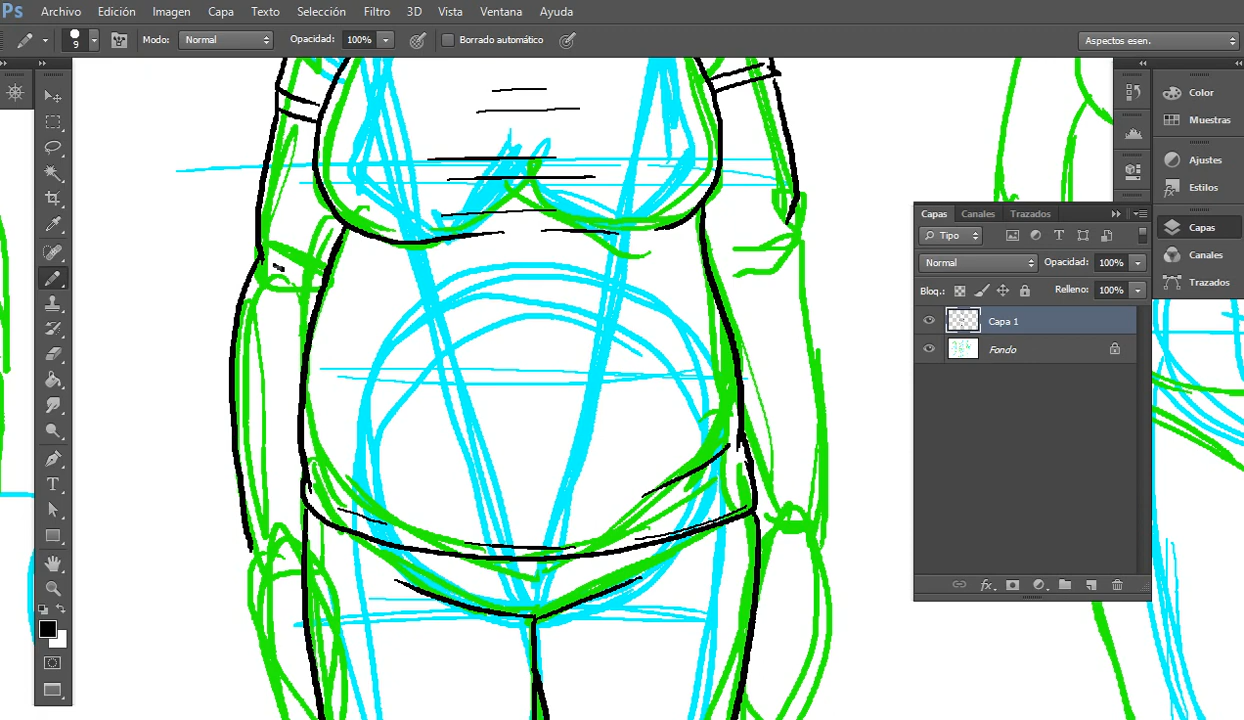 Ps Archivo Edición Imagen Capa Texto Selección Filtro 3D Vista Ventana Ayuda
9 Modo: Normal Opacidad: 100% Borrado automático Aspectos esen.
Color
Muestras
Ajustes
Estilos
Capas
Canales
Trazados
Capas Canales Trazados
Tipo
Normal Opacidad: 100%
Bloq.: Relleno: 100%
Capa 1
Fondo
fx
T